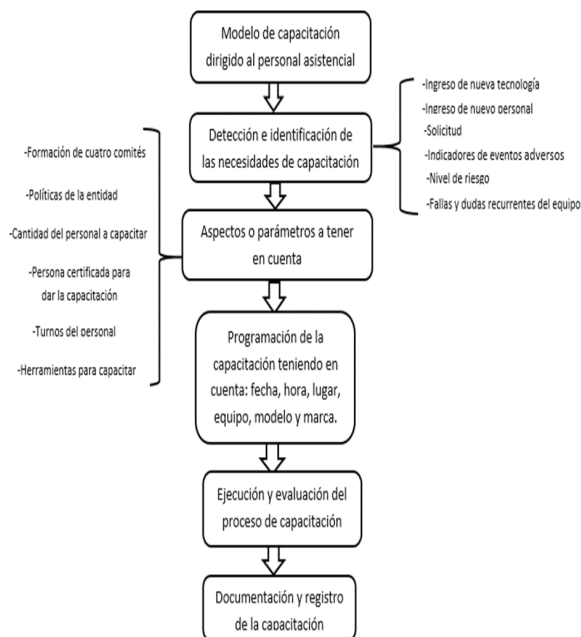 Modelo de capacitación
dirigido al personal asistencial
Detección e identificación de
las necesidades de capacitación
-Ingreso de nueva tecnología
-Ingreso de nuevo personal
-Solicitud
-Indicadores de eventos adversos
-Nivel de riesgo
-Fallas y dudas recurrentes del equipo
Aspectos o parámetros a tener
en cuenta
-Formación de cuatro comités
-Políticas de la entidad
-Cantidad del personal a capacitar
-Persona certificada para
dar la capacitación
-Turnos del personal
-Herramientas para capacitar
Programación de la
capacitación teniendo en
cuenta: fecha, hora, lugar,
equipo, modelo y marca.
Ejecución y evaluación del
proceso de capacitación
Documentación y registro
de la capacitación